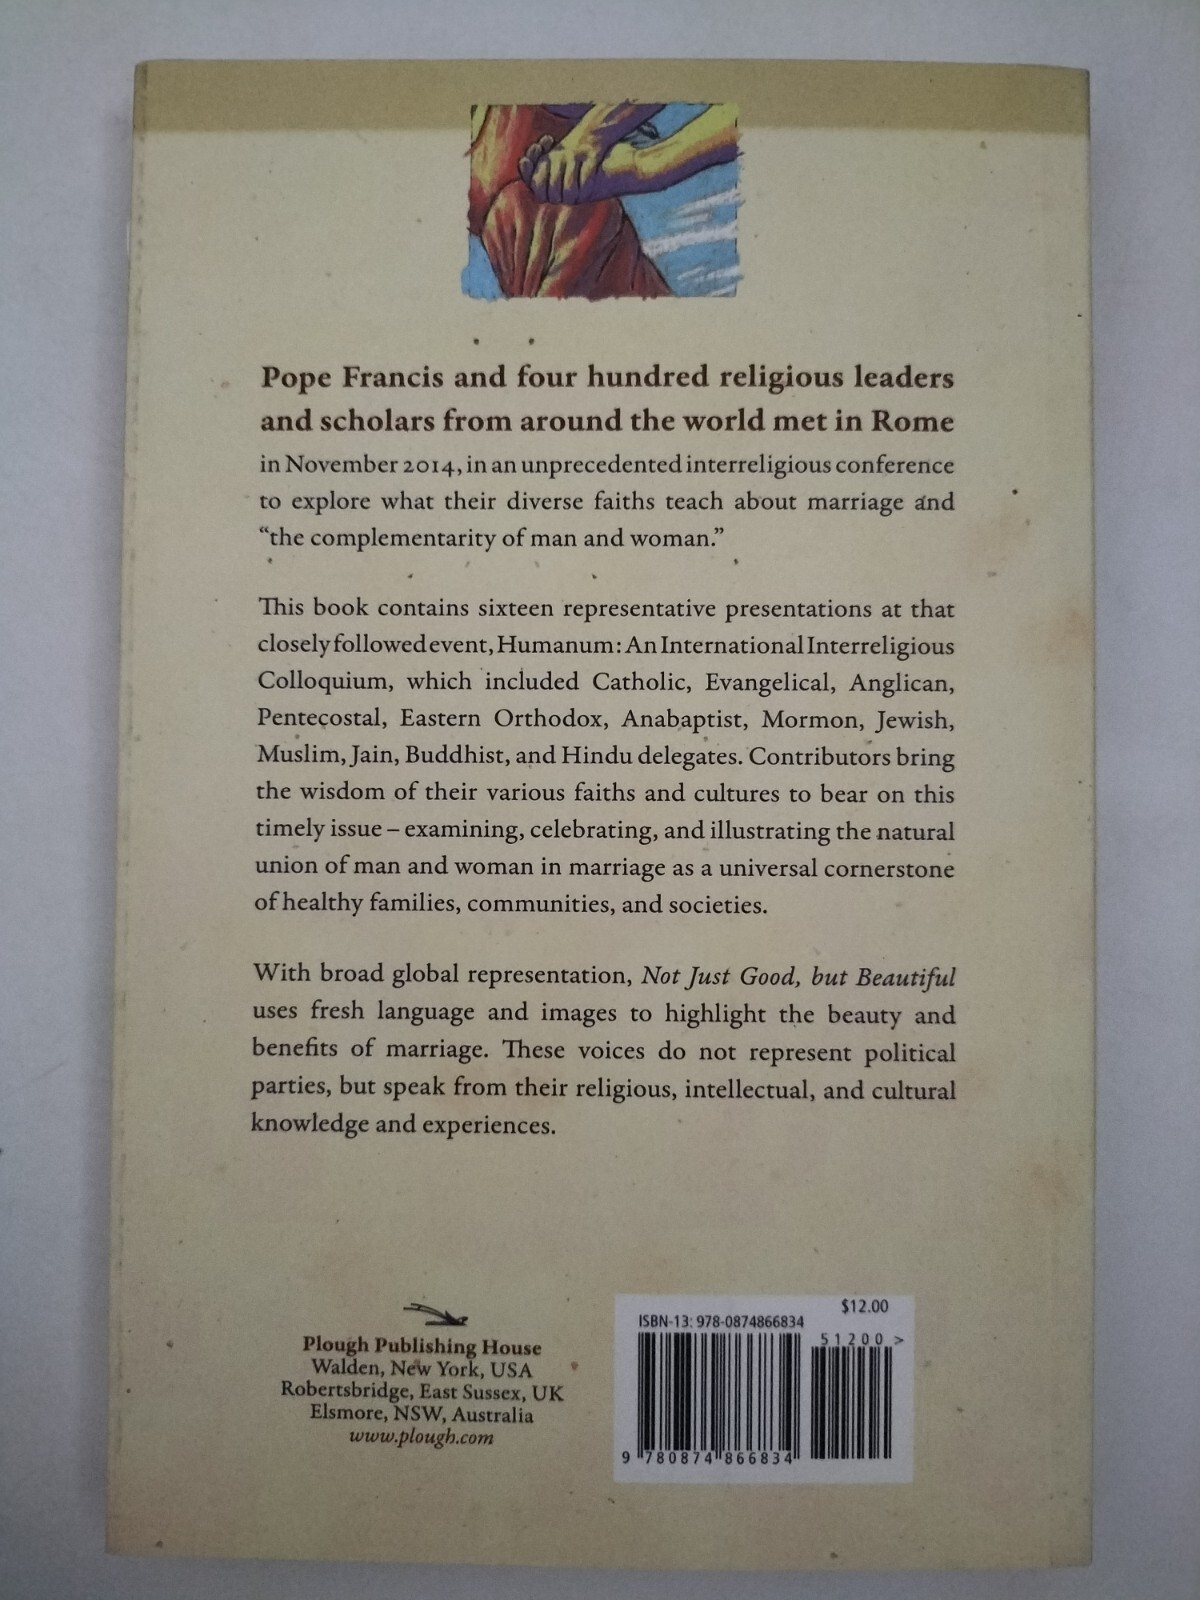 Pope Francis and four hundred religious leaders
and scholars from around the world met in Rome
in November 2014, in an unprecedented interreligious conference
to explore what their diverse faiths teach about marriage and
“the complementarity of man and woman.”
This book contains sixteen representative presentations at that
closely followed event, Humanum: An International Interreligious
Colloquium, which included Catholic, Evangelical, Anglican,
Pentecostal, Eastern Orthodox, Anabaptist, Mormon, Jewish,
Muslim, Jain, Buddhist, and Hindu delegates. Contributors bring
the wisdom of their various faiths and cultures to bear on this
timely issue – examining, celebrating, and illustrating the natural
union of man and woman in marriage as a universal cornerstone
of healthy families, communities, and societies.
With broad global representation, Not Just Good, but Beautiful
uses fresh language and images to highlight the beauty and
benefits of marriage. These voices do not represent political
parties, but speak from their religious, intellectual, and cultural
knowledge and experiences.
Plough Publishing House
Walden, New York, USA
Robertsbridge, East Sussex, UK
Elsmore, NSW, Australia
www.plough.com
$12.00
ISBN-13: 978-0874866834
51200 >
9 780874 866834